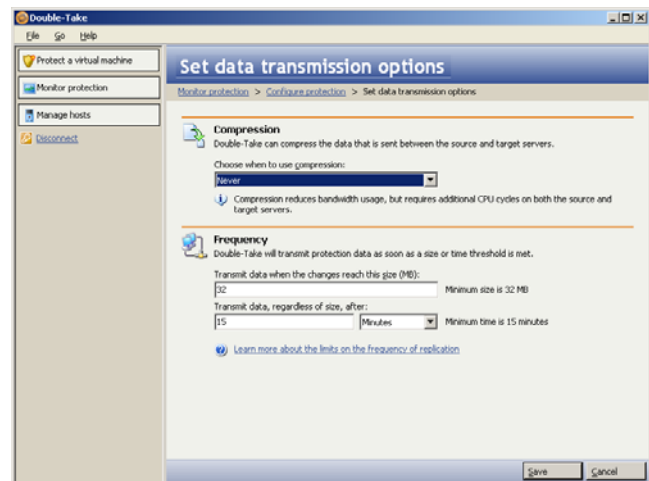 Double-Take
File Go Help
Protect a virtual machine
Monitor protection
Manage hosts
Disconnect
Set data transmission options
Monitor protection > Configure protection > Set data transmission options
Compression
Double-Take can compress the data that is sent between the source and target servers.
Choose when to use compression:
Never
Compression reduces bandwidth usage, but requires additional CPU cycles on both the source and
target servers.
Frequency
Double-Take will transmit protection data as soon as a size or time threshold is met.
Transmit data when the changes reach this size (MB):
32 Minimum size is 32 MB
Transmit data, regardless of size, after:
15 Minutes Minimum time is 15 minutes
Learn more about the limits on the frequency of replication
Save Cancel